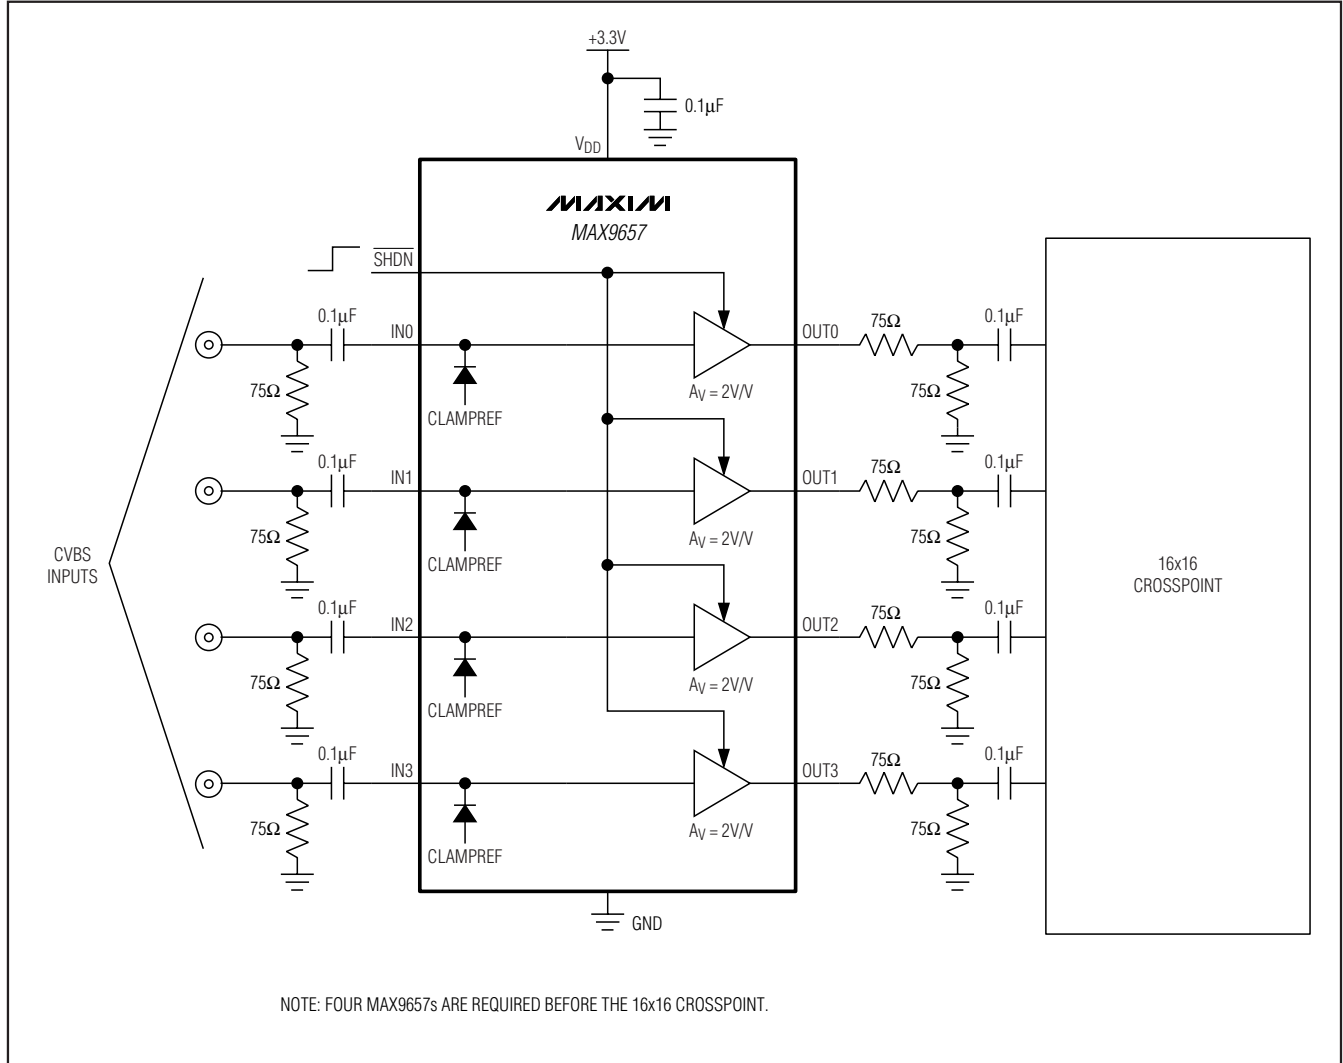 +3.3V
0.1μF
VDD
MAXIM
MAX9657
SHDN
0.1μF
IN0
OUT0
75Ω
0.1μF
75Ω
CLAMPREF
AV = 2V/V
75Ω
0.1μF
IN1
OUT1
75Ω
0.1μF
75Ω
CLAMPREF
AV = 2V/V
75Ω
CVBS
INPUTS
16x16
CROSSPOINT
0.1μF
IN2
OUT2
75Ω
0.1μF
75Ω
CLAMPREF
AV = 2V/V
75Ω
0.1μF
IN3
OUT3
75Ω
0.1μF
75Ω
CLAMPREF
AV = 2V/V
75Ω
GND
NOTE: FOUR MAX9657s ARE REQUIRED BEFORE THE 16x16 CROSSPOINT.